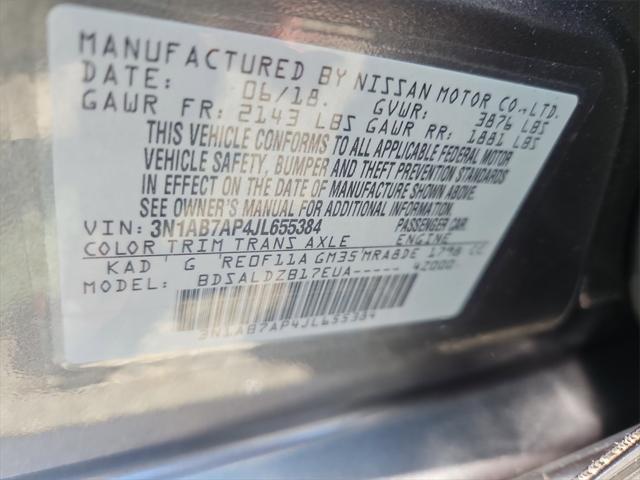 MANUFACTURED BY NISSAN MOTOR CO.,LTD.
DATE: 06/18. GVWR: 3876 LBS
GAWR FR: 2143 LBS GAWR RR: 1881 LBS
THIS VEHICLE CONFORMS TO ALL APPLICABLE FEDERAL MOTOR
VEHICLE SAFETY, BUMPER AND THEFT PREVENTION STANDARDS
IN EFFECT ON THE DATE OF MANUFACTURE SHOWN ABOVE.
SEE OWNER'S MANUAL FOR ADDITIONAL INFORMATION
VIN: 3N1AB7AP4JL655384 PASSENGER CAR
COLOR TRIM TRANS AXLE ENGINE
KAD ' G 'RE0F11A GM35'MRA8DE 1798 CC
MODEL: BDSALDZB17EUA----- 42000-
3N1AB7AP4JL655384